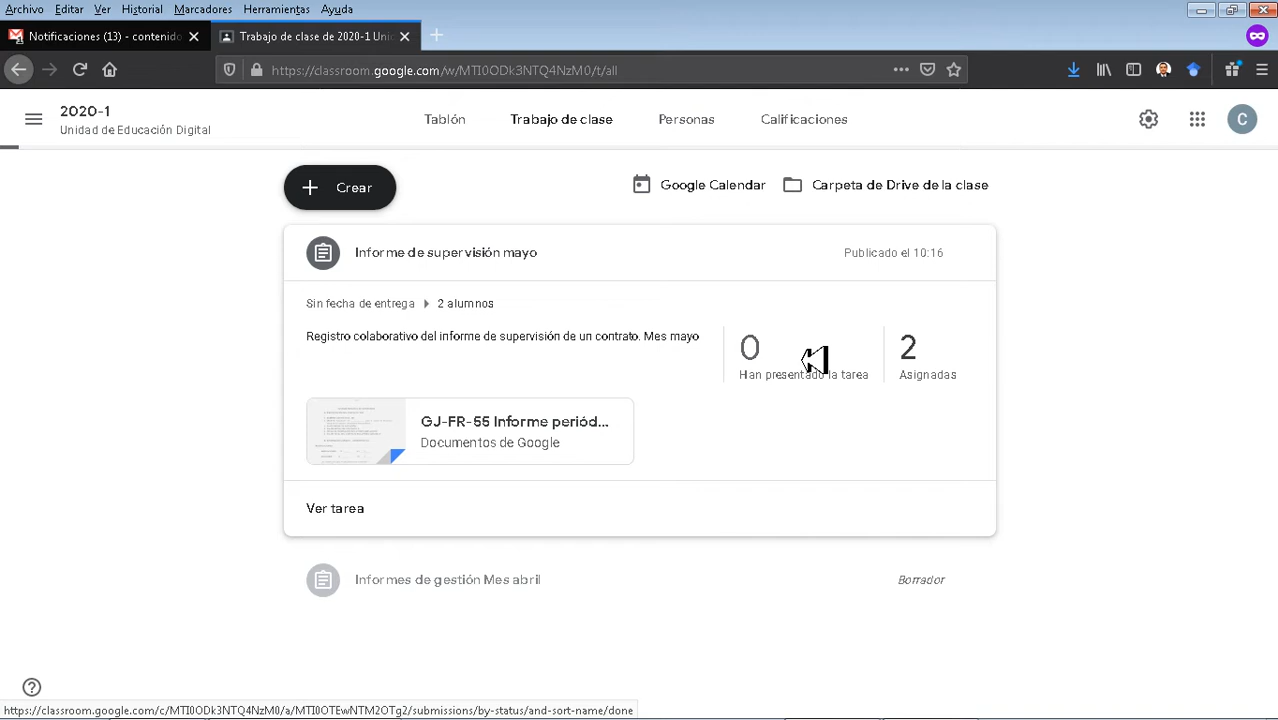 Archivo Editar Ver Historial Marcadores Herramientas Ayuda
Notificaciones (13) - contenido
Trabajo de clase de 2020-1 Uni
https://classroom.google.com/w/MTI0ODk3NTQ4NzM0/t/all
2020-1
Unidad de Educación Digital
Tablón Trabajo de clase Personas Calificaciones
C
Crear
Google Calendar Carpeta de Drive de la clase
Informe de supervisión mayo Publicado el 10:16
Sin fecha de entrega 2 alumnos
Registro colaborativo del informe de supervisión de un contrato. Mes mayo
0 2
Han presentado la tarea Asignadas
GJ-FR-55 Informe periód...
Documentos de Google
Ver tarea
Informes de gestión Mes abril Borrador
https://classroom.google.com/c/MTI0ODk3NTQ4NzM0/a/MTI0OTEwNTM2OTg2/submissions/by-status/and-sort-name/done